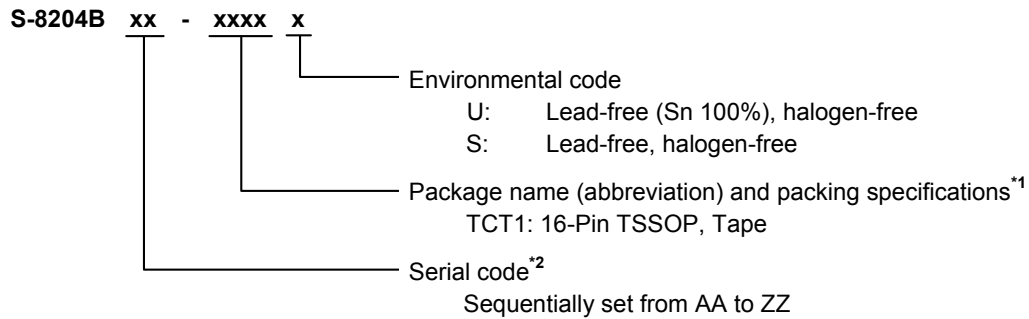 S-8204B xx - xxxx x
Environmental code
U: Lead-free (Sn 100%), halogen-free
S: Lead-free, halogen-free
Package name (abbreviation) and packing specifications*1
TCT1: 16-Pin TSSOP, Tape
Serial code*2
Sequentially set from AA to ZZ